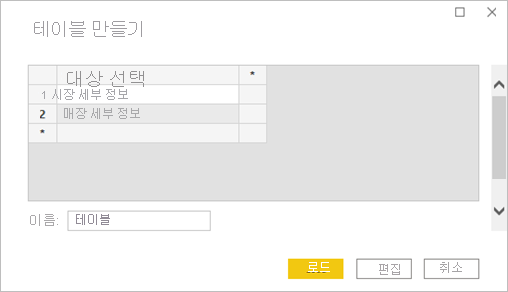 테이블 만들기
대상 선택 *
1 시장 세부 정보
2 매장 세부 정보
*
이름: 테이블
로드 편집 취소